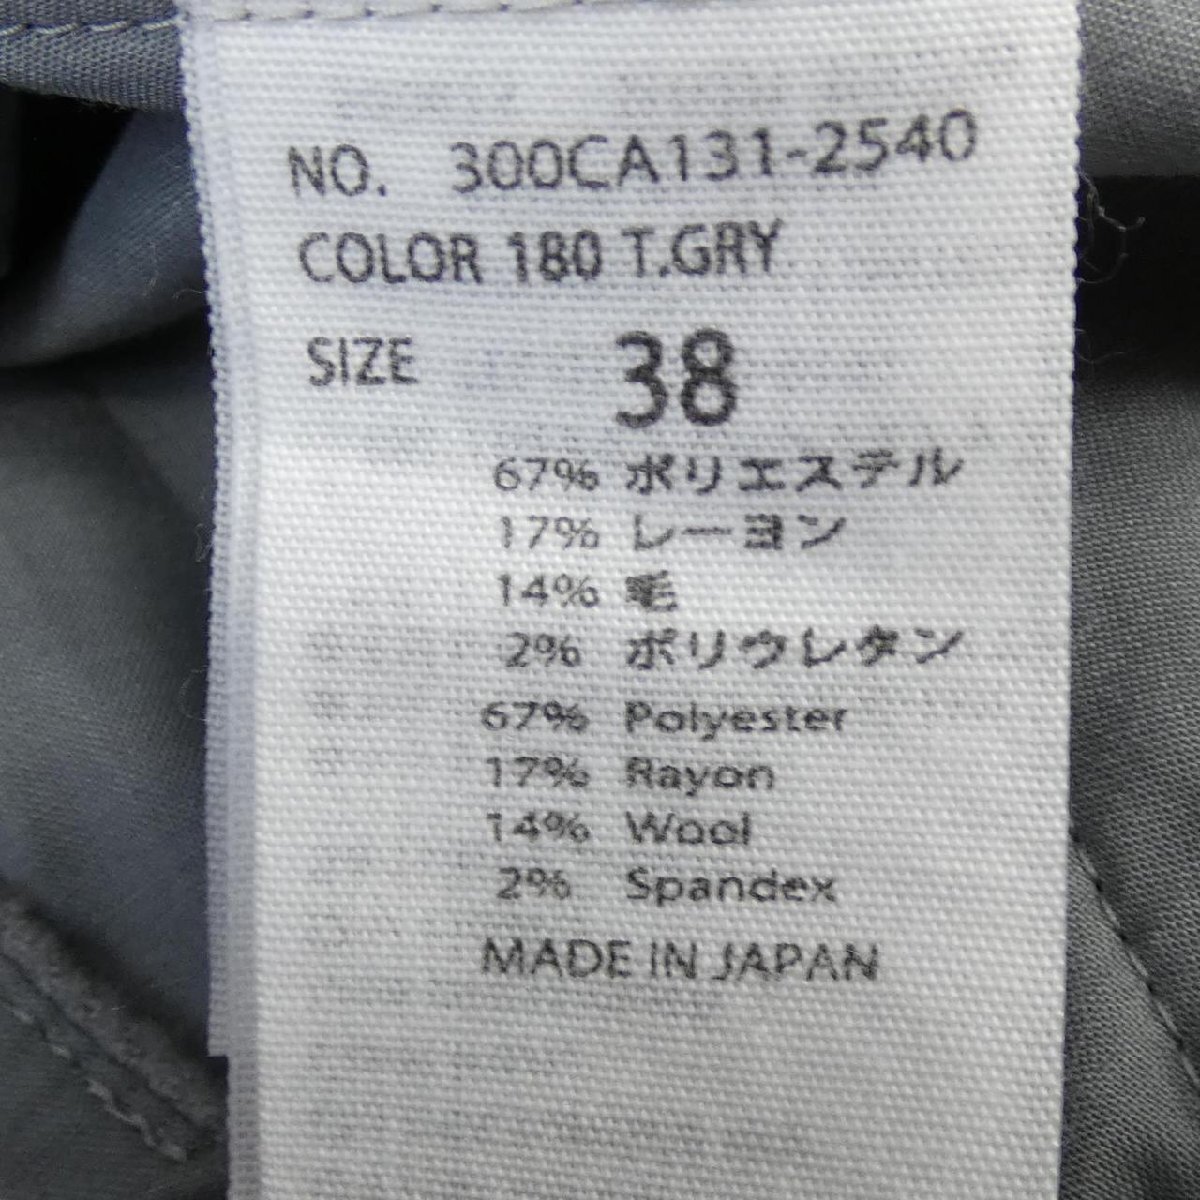 NO. 300CA131-2540
COLOR 180 T.GRY
SIZE 38
67% ポリエステル
17% レーヨン
14% 毛
2% ポリウレタン
67% Polyester
17% Rayon
14% Wool
2% Spandex
MADE IN JAPAN